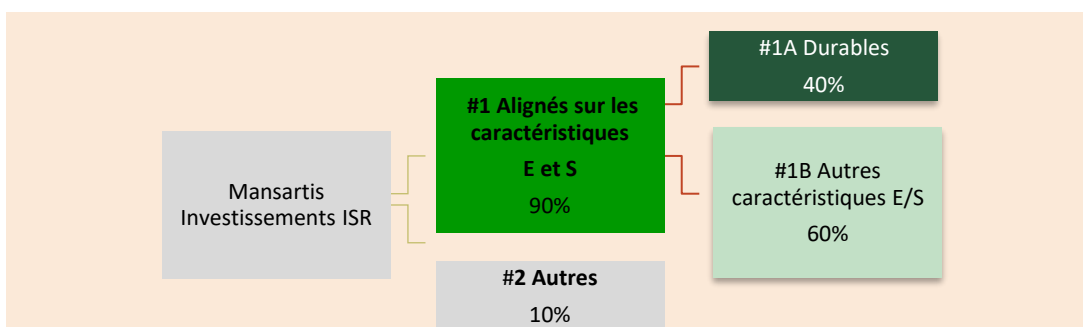 Mansartis
Investissements ISR
#1 Alignés sur les
caractéristiques
E et S
90%
#2 Autres
10%
#1A Durables
40%
#1B Autres
caractéristiques E/S
60%